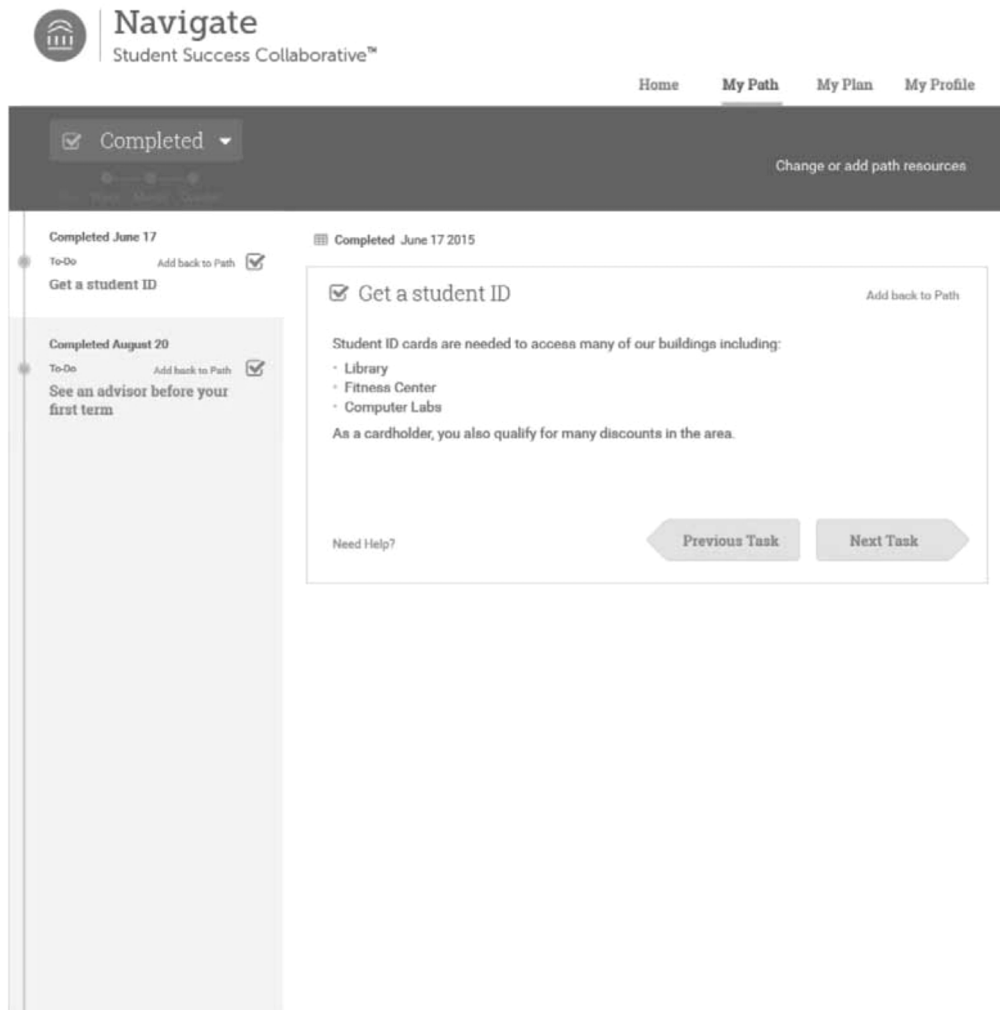 Navigate
Student Success Collaborative™
Home My Path My Plan My Profile
Completed
Change or add path resources
Completed June 17
To-Do Add back to Path
Get a student ID
Completed August 20
To-Do Add back to Path
See an advisor before your
first term
Completed June 17 2015
Get a student ID
Add back to Path
Student ID cards are needed to access many of our buildings including:
· Library
· Fitness Center
· Computer Labs
As a cardholder, you also qualify for many discounts in the area.
Need Help?
Previous Task
Next Task